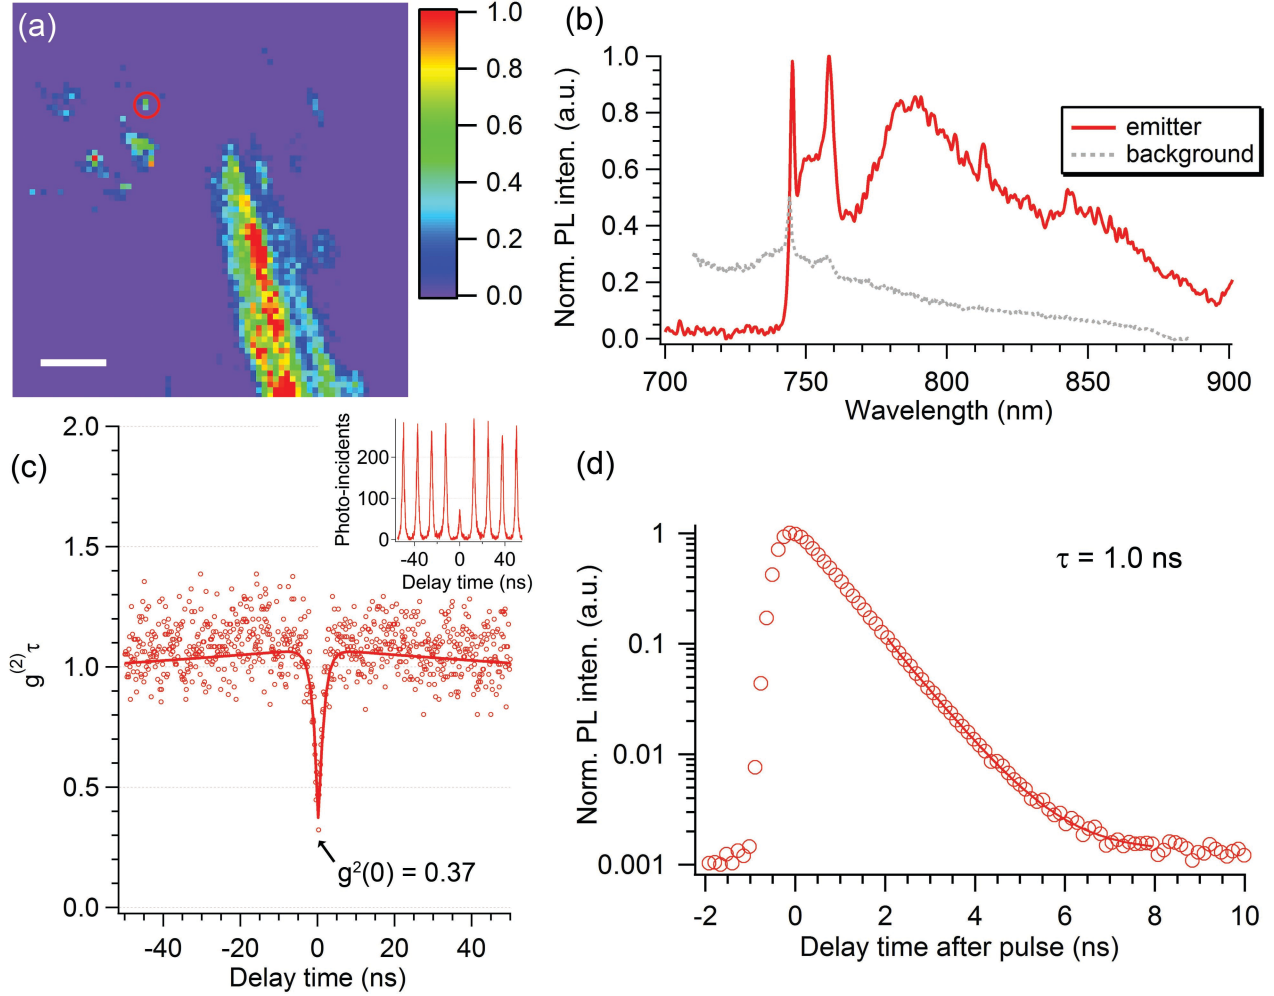 (a)
1.0
0.8
0.6
0.4
0.2
0.0
(b)
Norm. PL inten. (a.u.)
1.0
0.8
0.6
0.4
0.2
0.0
emitter
background
700 750 800 850 900
Wavelength (nm)
(c)
g(2)τ
2.0
1.5
1.0
0.5
0.0
g²(0) = 0.37
-40 -20 0 20 40
Delay time (ns)
Photo-incidents
200
100
0
-40 0 40
Delay time (ns)
(d)
Norm. PL inten. (a.u.)
1
0.1
0.01
0.001
τ = 1.0 ns
-2 0 2 4 6 8 10
Delay time after pulse (ns)